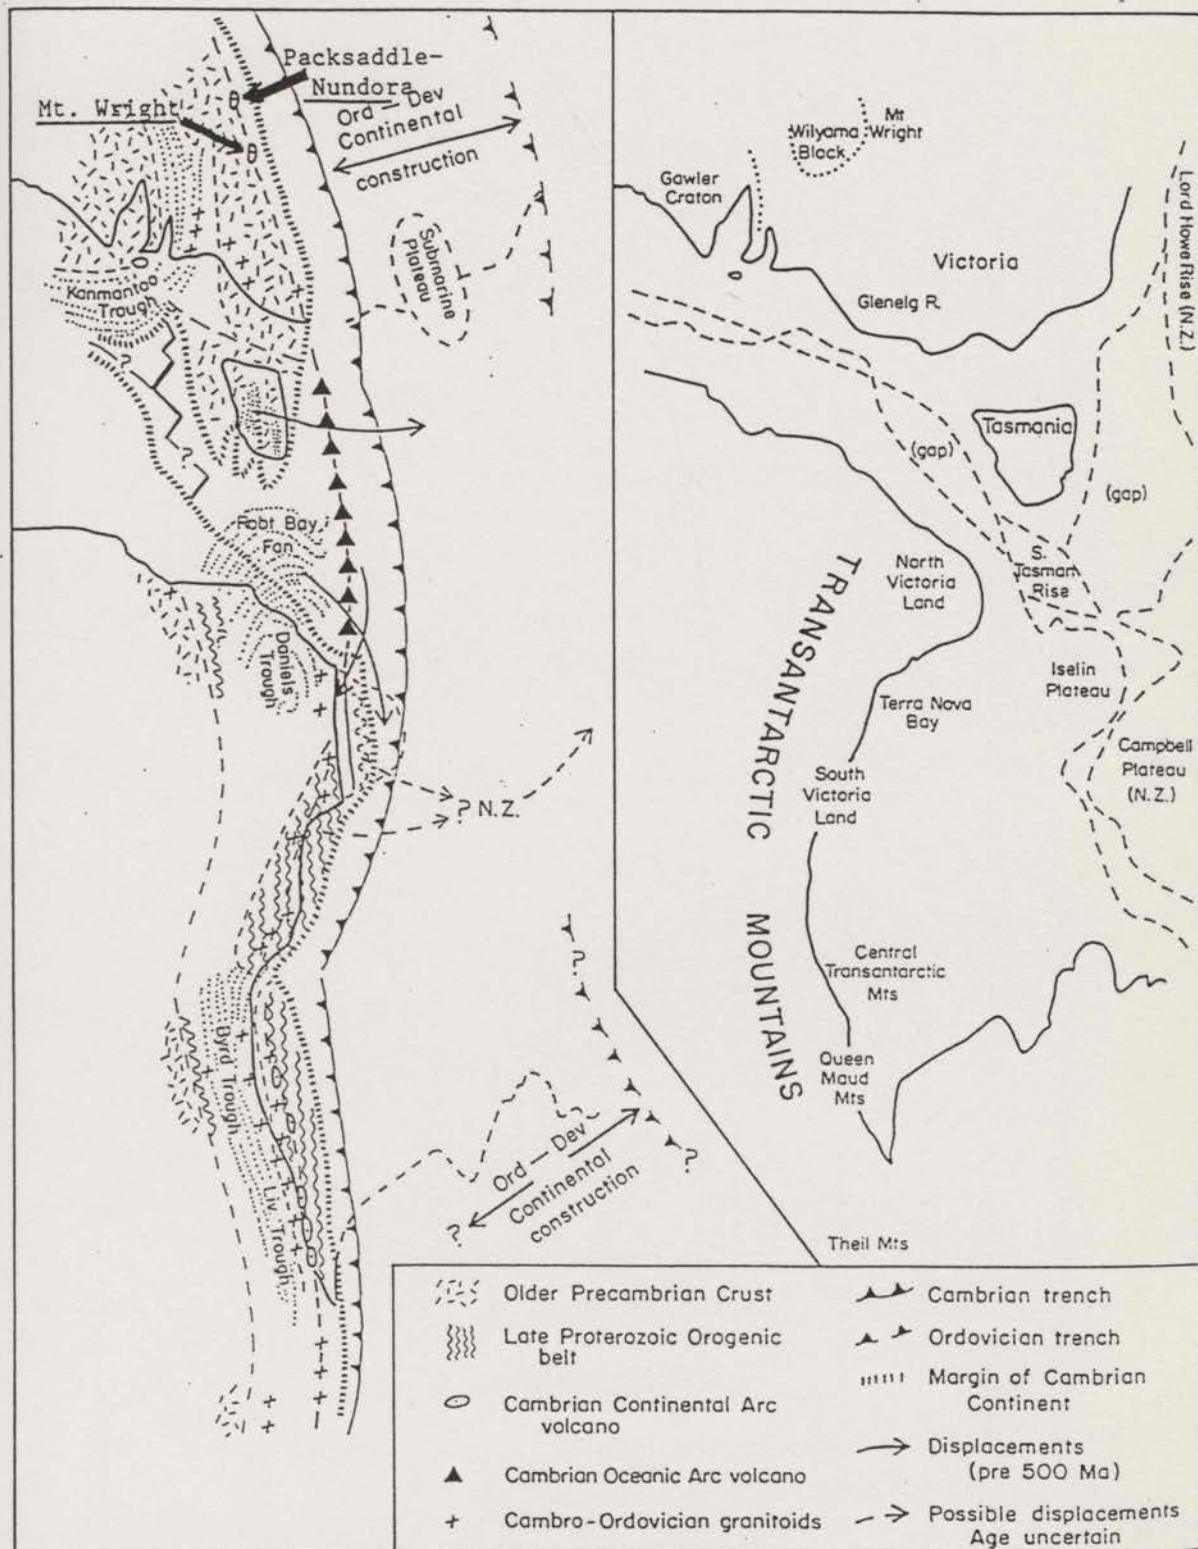 Packsaddle-
Nundora
Mt. Wright
Ord — Dev
Continental
construction
Submarine
Plateau
Kanmantoo
Trough
?
?
Robt Bay
Fan
Daniels
Trough
? N.Z.
?
Byrd Trough
Liv. Trough
Ord — Dev
Continental
construction
?
?
Wilyama
Block
Mt
Wright
Gawler
Craton
Victoria
Glenelg R.
Lord Howe Rise (N.Z.)
Tasmania
(gap)
(gap)
S.
Tasman
Rise
North
Victoria
Land
Iselin
Plateau
Terra Nova
Bay
Campbell
Plateau
(N.Z.)
South
Victoria
Land
TRANSANTARCTIC MOUNTAINS
Central
Transantarctic
Mts
Queen
Maud
Mts
Theil Mts
Older Precambrian Crust
Late Proterozoic Orogenic
belt
Cambrian Continental Arc
volcano
Cambrian Oceanic Arc volcano
Cambro-Ordovician granitoids
Cambrian trench
Ordovician trench
Margin of Cambrian
Continent
Displacements
(pre 500 Ma)
Possible displacements
Age uncertain